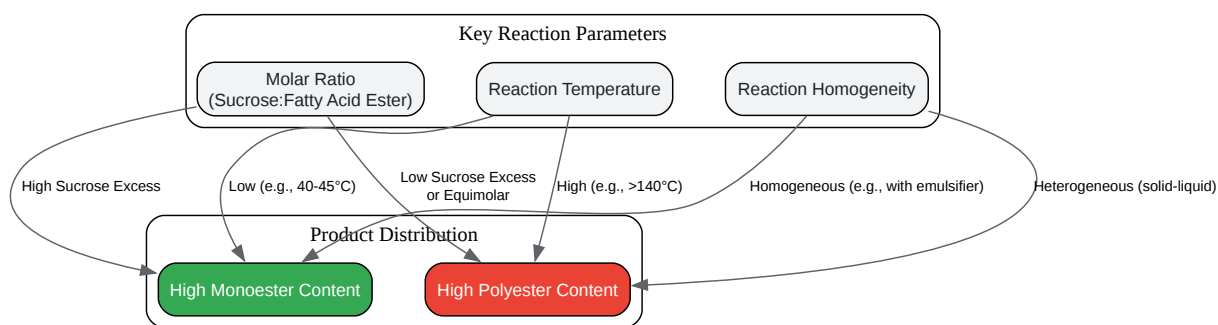 Key Reaction Parameters
Molar Ratio
(Sucrose:Fatty Acid Ester)
Reaction Temperature
Reaction Homogeneity
High Sucrose Excess
Low (e.g., 40-45°C)
Low Sucrose Excess
or Equimolar
High (e.g., >140°C)
Homogeneous (e.g., with emulsifier)
Heterogeneous (solid-liquid)
Product Distribution
High Monoester Content
High Polyester Content